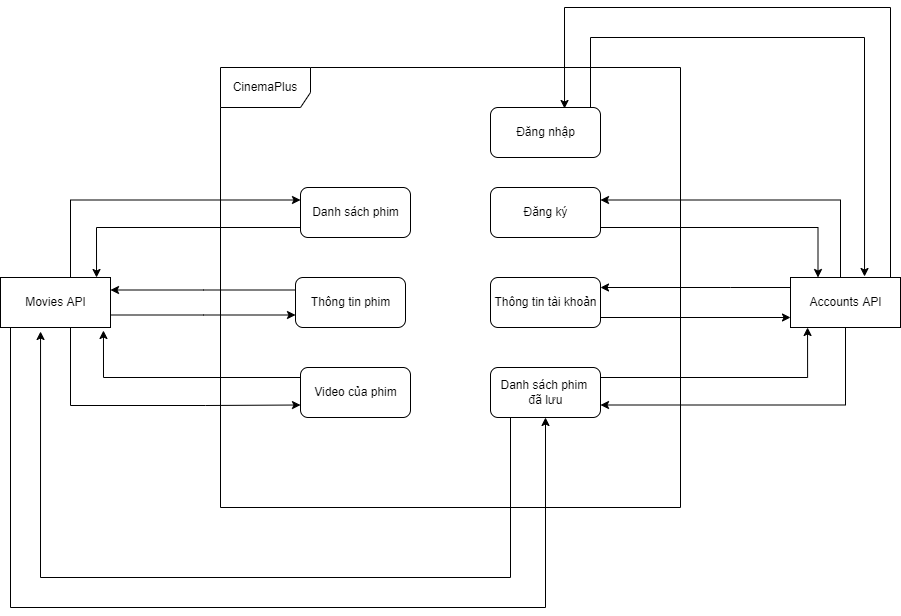 CinemaPlus
Đăng nhập
Danh sách phim
Đăng ký
Movies API
Thông tin phim
Thông tin tài khoản
Accounts API
Video của phim
Danh sách phim
đã lưu